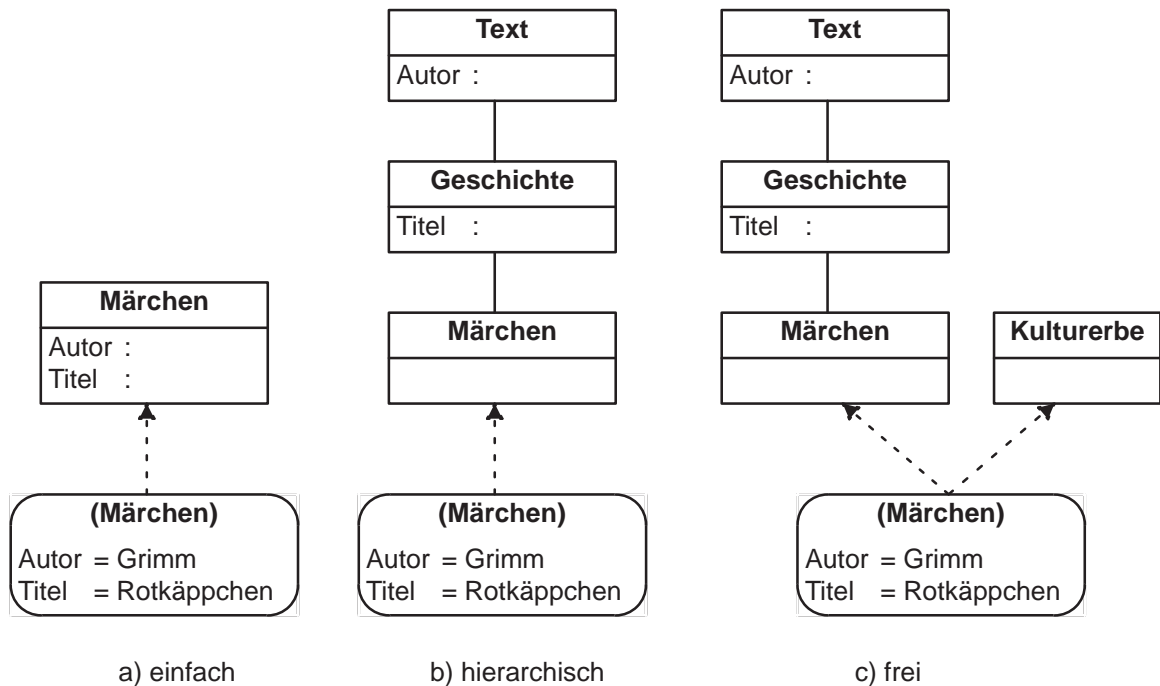 Text
Autor :
Geschichte
Titel :
Märchen
Text
Autor :
Geschichte
Titel :
Märchen
Kulturerbe
Märchen
Autor :
Titel :
(Märchen)
Autor = Grimm
Titel = Rotkäppchen
(Märchen)
Autor = Grimm
Titel = Rotkäppchen
(Märchen)
Autor = Grimm
Titel = Rotkäppchen
a) einfach
b) hierarchisch
c) frei